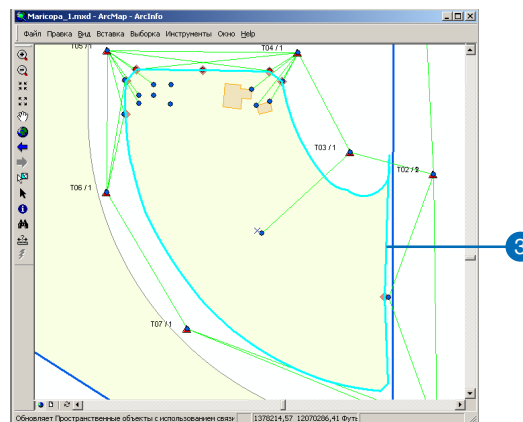 Maricopa_1.mxd - ArcMap - ArcInfo
Файл Правка Вид Вставка Выборка Инструменты Окно Help
T05 / 1
T04 / 1
T03 / 1
T02 /
T06 / 1
T07 / 1
3
Обновляет Пространственные объекты с использованием связи
1378214,57 12070286,41 Футы